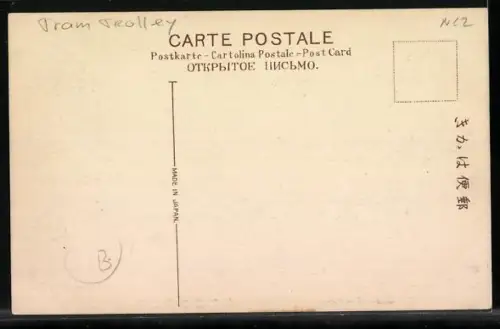 Tram Trolley
N12
CARTE POSTALE
Postkarte - Cartolina Postale - Post Card
ОТКРЫТОЕ ПИСЬМО.
MADE IN JAPAN.
きかゞは便郵
B